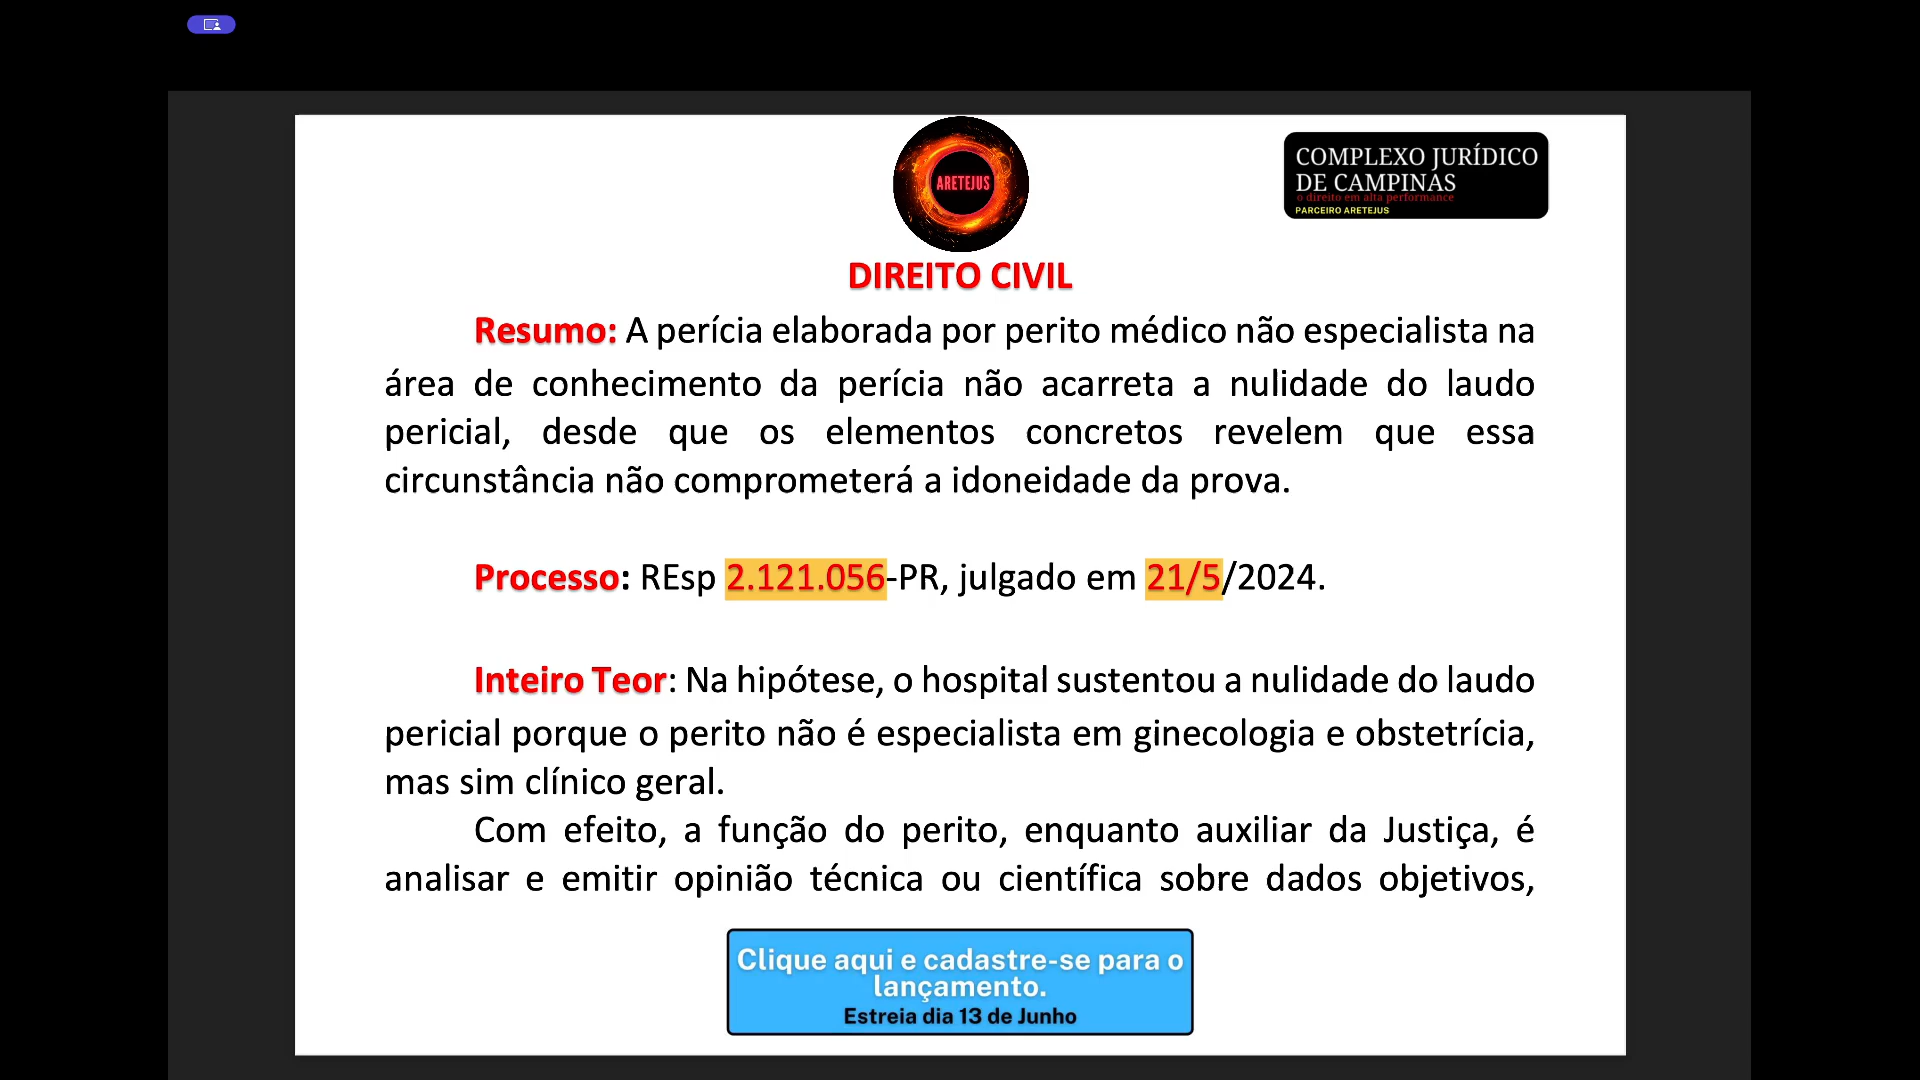 ARETEJUS
COMPLEXO JURÍDICO
DE CAMPINAS
o direito em alta performance
PARCEIRO ARETEJUS
DIREITO CIVIL
Resumo: A perícia elaborada por perito médico não especialista na
área de conhecimento da perícia não acarreta a nulidade do laudo
pericial, desde que os elementos concretos revelem que essa
circunstância não comprometerá a idoneidade da prova.
Processo: REsp 2.121.056-PR, julgado em 21/5/2024.
Inteiro Teor: Na hipótese, o hospital sustentou a nulidade do laudo
pericial porque o perito não é especialista em ginecologia e obstetrícia,
mas sim clínico geral.
Com efeito, a função do perito, enquanto auxiliar da Justiça, é
analisar e emitir opinião técnica ou científica sobre dados objetivos,
Clique aqui e cadastre-se para o
lançamento.
Estreia dia 13 de Junho